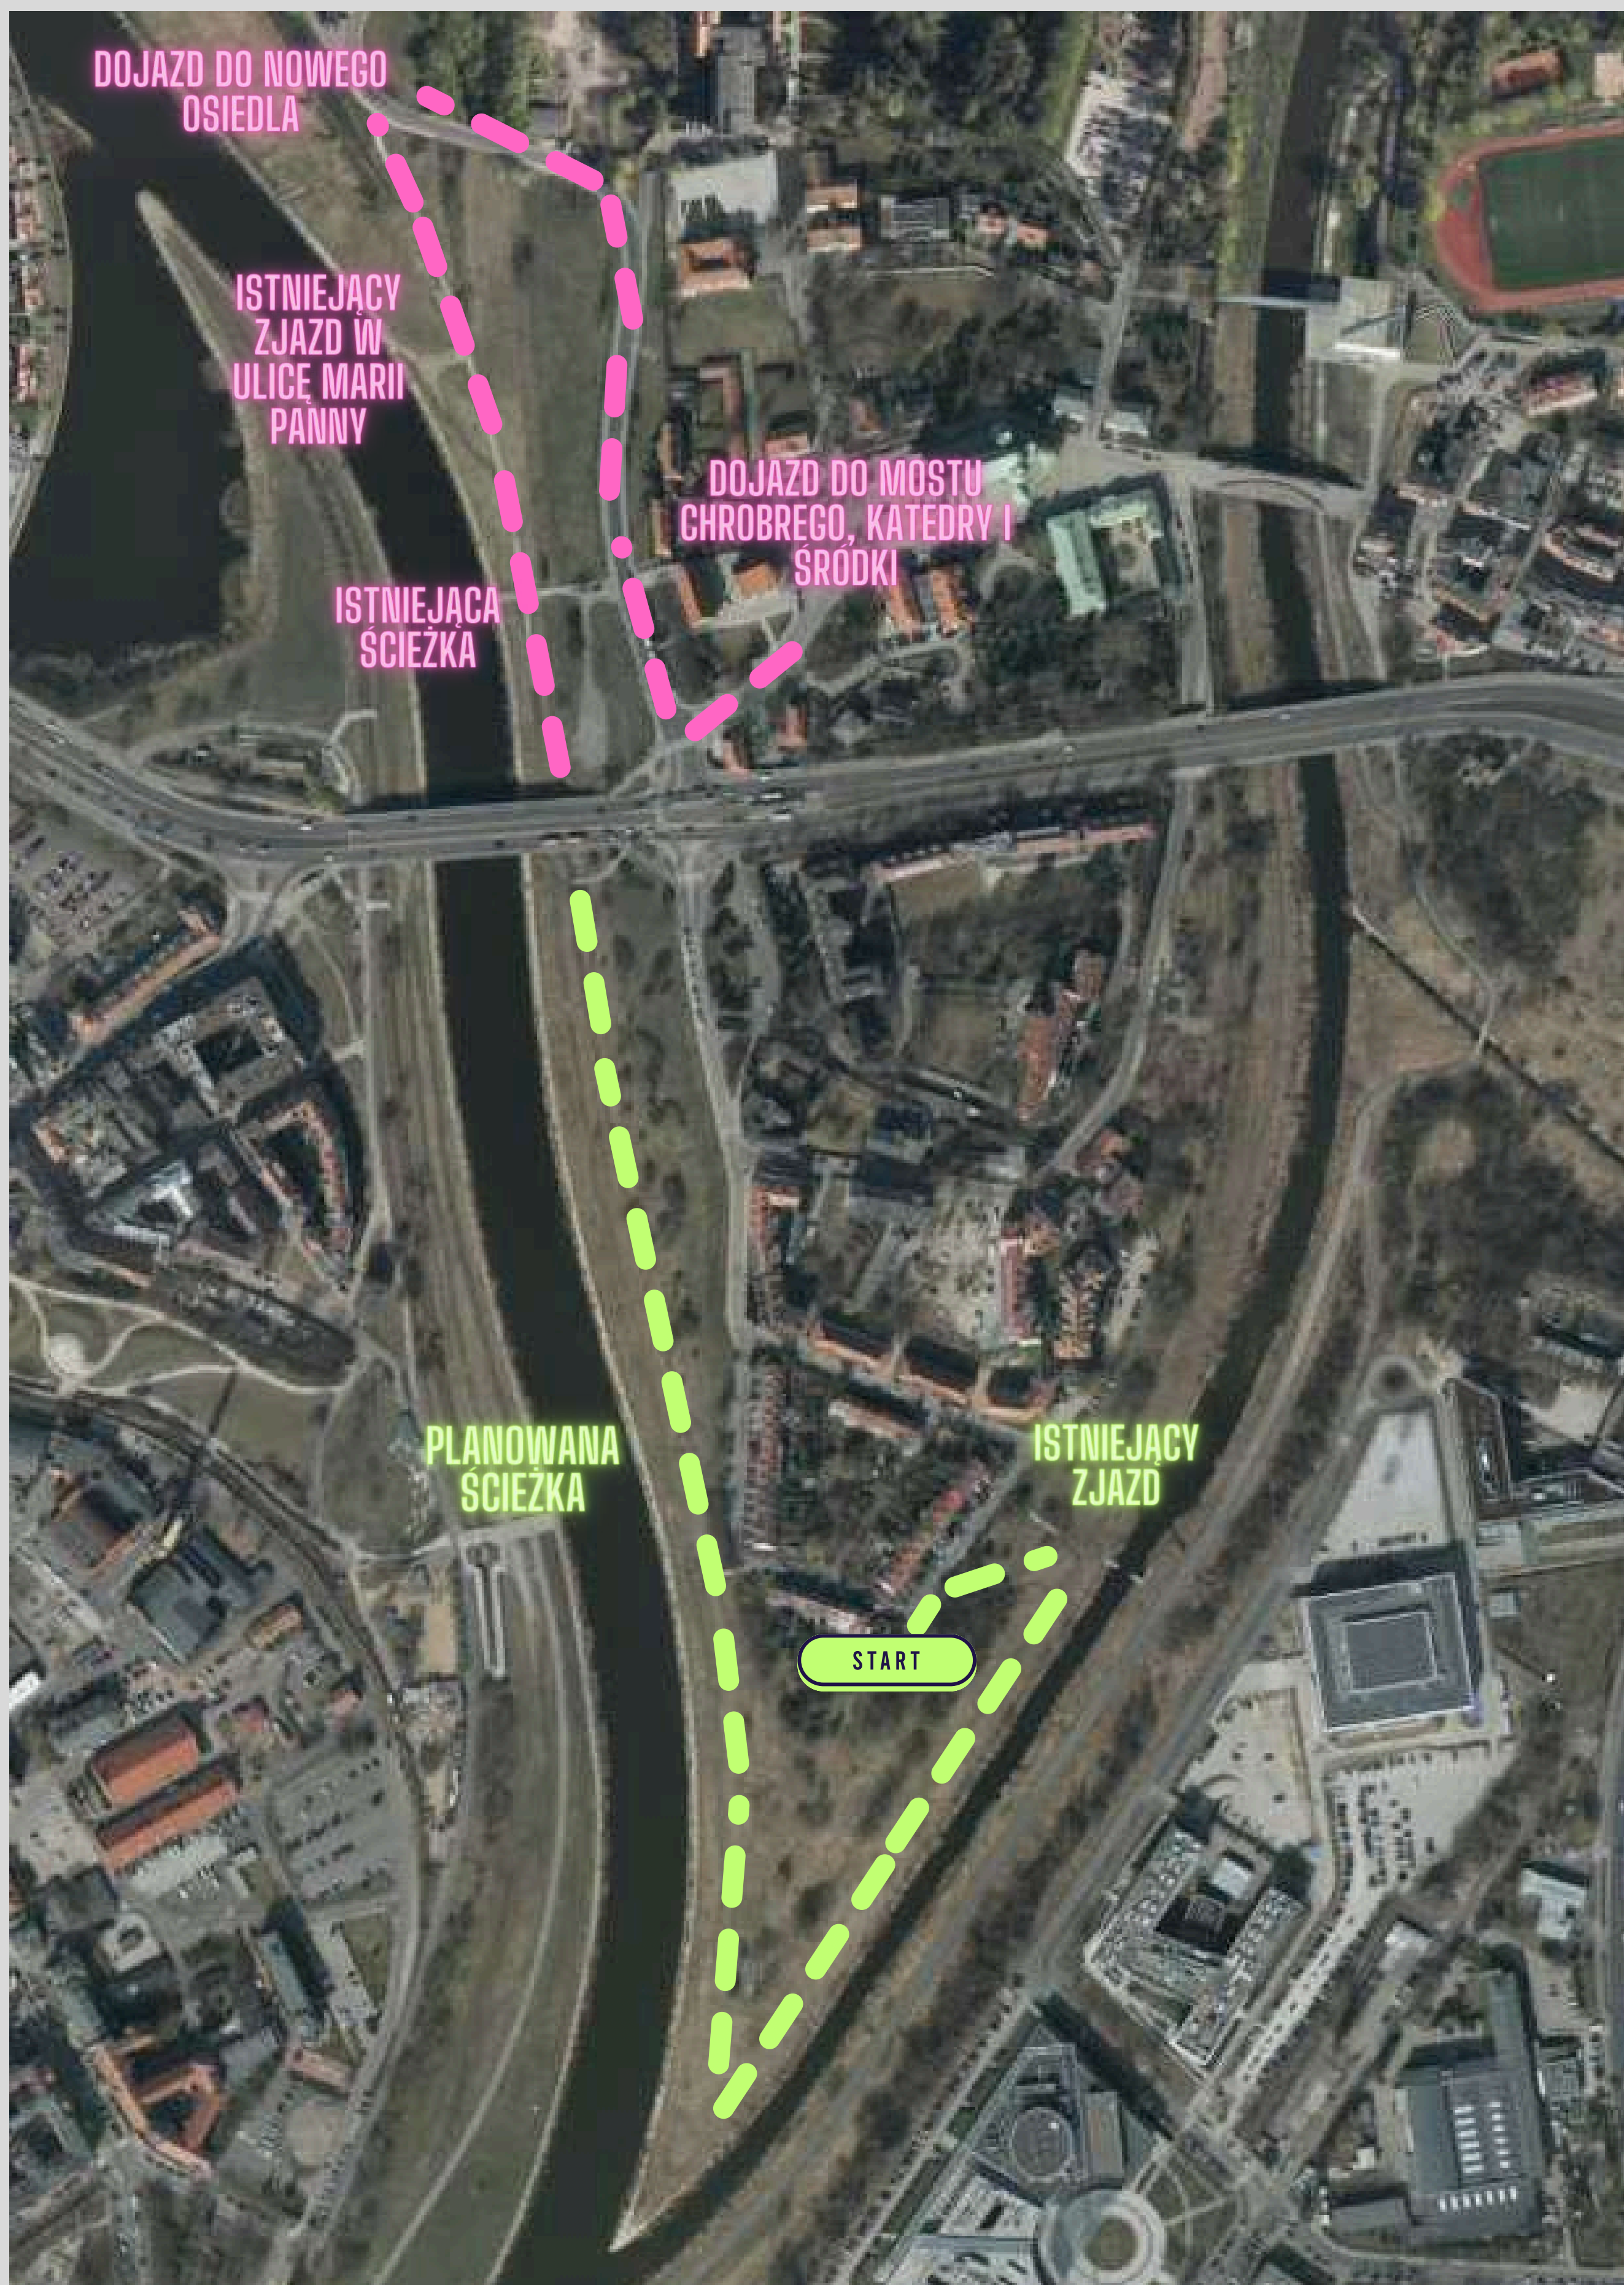 DOJAZD DO NOWEGO
OSIEDLA
ISTNIEJĄCY
ZJAZD W
ULICĘ MARII
PANNY
DOJAZD DO MOSTU
CHROBREGO, KATEDRY I
ŚRÓDKI
ISTNIEJĄCA
ŚCIEŻKA
PLANOWANA
ŚCIEŻKA
ISTNIEJĄCY
ZJAZD
START